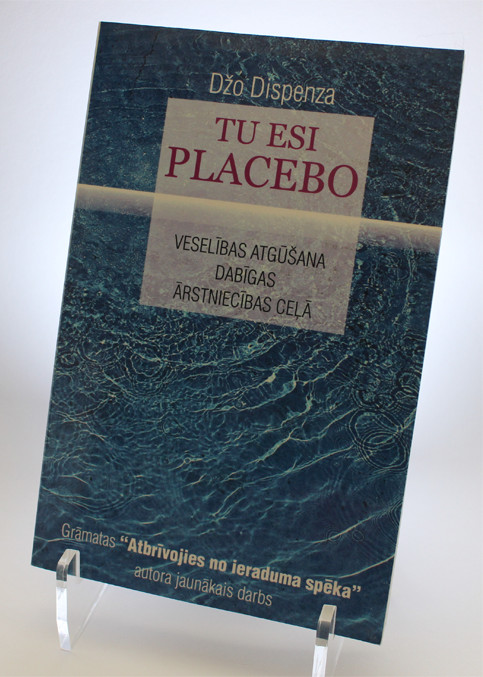 Džo Dispenza
TU ESI
PLACEBO
VESELĪBAS ATGŪŠANA
DABĪGAS
ĀRSTNIECĪBAS CEĻĀ
Grāmatas "Atbrīvojies no ieraduma spēka"
autora jaunākais darbs